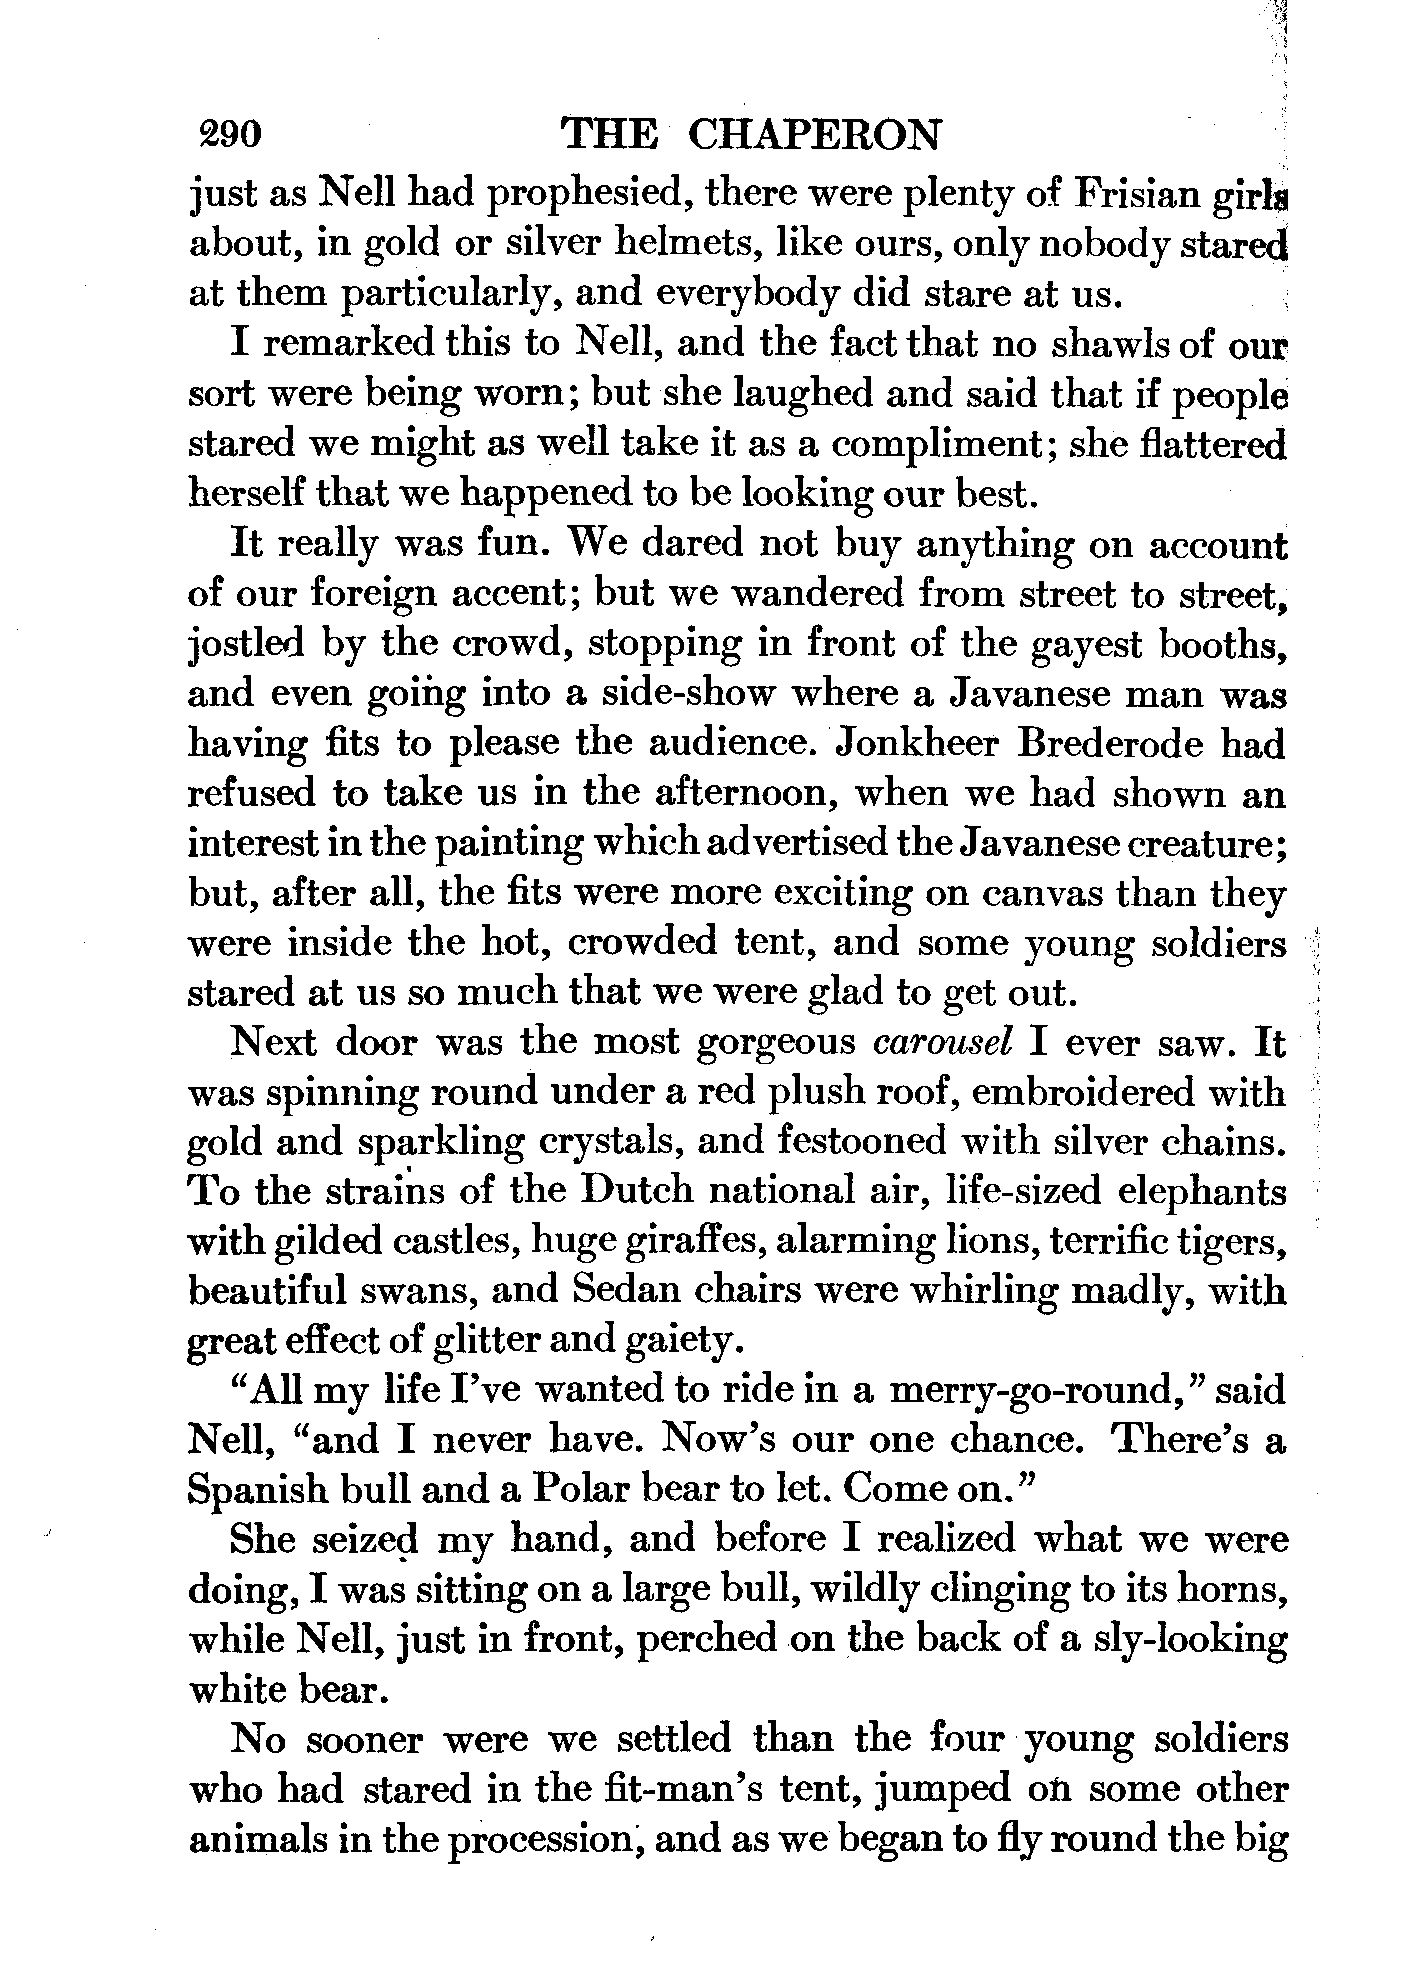 290 THE CHAPERON
just as Nell had prophesied, there were plenty of Frisian girls
about, in gold or silver helmets, like ours, only nobody stared
at them particularly, and everybody did stare at us.
I remarked this to Nell, and the fact that no shawls of our
sort were being worn; but she laughed and said that if people
stared we might as well take it as a compliment; she flattered
herself that we happened to be looking our best.
It really was fun. We dared not buy anything on account
of our foreign accent; but we wandered from street to street,
jostled by the crowd, stopping in front of the gayest booths,
and even going into a side-show where a Javanese man was
having fits to please the audience. Jonkheer Brederode had
refused to take us in the afternoon, when we had shown an
interest in the painting which advertised the Javanese creature;
but, after all, the fits were more exciting on canvas than they
were inside the hot, crowded tent, and some young soldiers
stared at us so much that we were glad to get out.
Next door was the most gorgeous carousel I ever saw. It
was spinning round under a red plush roof, embroidered with
gold and sparkling crystals, and festooned with silver chains.
To the strains of the Dutch national air, life-sized elephants
with gilded castles, huge giraffes, alarming lions, terrific tigers,
beautiful swans, and Sedan chairs were whirling madly, with
great effect of glitter and gaiety.
"All my life I've wanted to ride in a merry-go-round," said
Nell, "and I never have. Now's our one chance. There's a
Spanish bull and a Polar bear to let. Come on."
She seized my hand, and before I realized what we were
doing, I was sitting on a large bull, wildly clinging to its horns,
while Nell, just in front, perched on the back of a sly-looking
white bear.
No sooner were we settled than the four young soldiers
who had stared in the fit-man's tent, jumped on some other
animals in the procession, and as we began to fly round the big